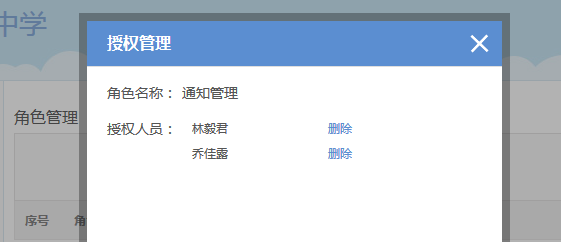 中学
授权管理
角色名称： 通知管理
角色管理
授权人员： 林毅君 删除
乔佳露 删除
序号 角